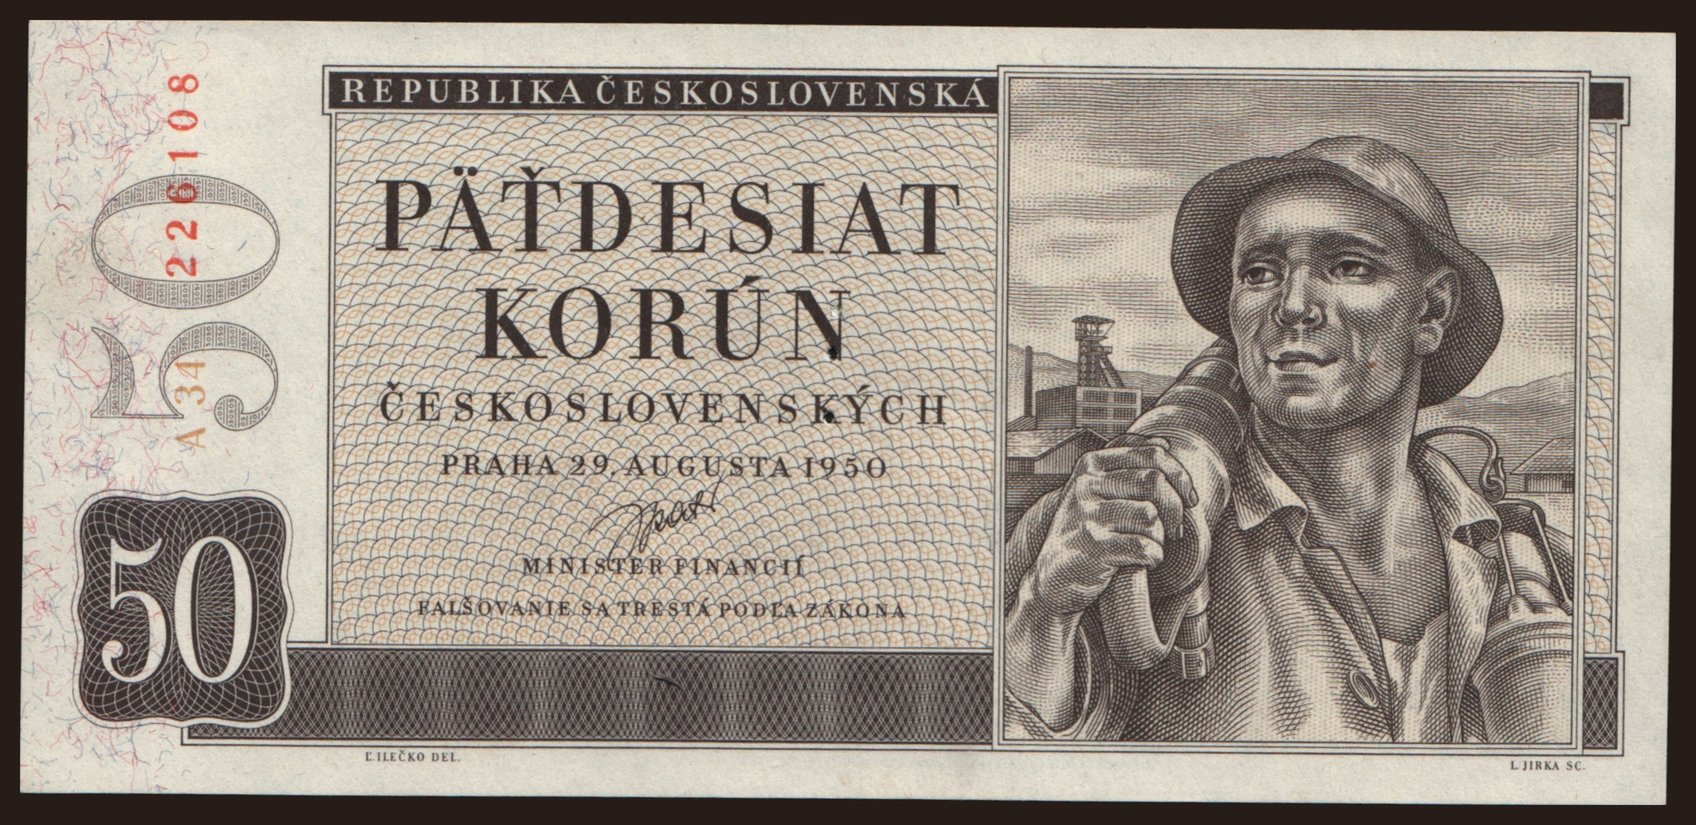 REPUBLIKA ČESKOSLOVENSKÁ
PÄŤDESIAT
KORÚN
ČESKOSLOVENSKÝCH
PRAHA 29. AUGUSTA 1950
MINISTER FINANCIÍ
FALŠOVANIE SA TRESTÁ PODĽA ZÁKONA
50
A 34 226108
50
Ľ. ILEČKO DEL.
L. JIRKA SC.